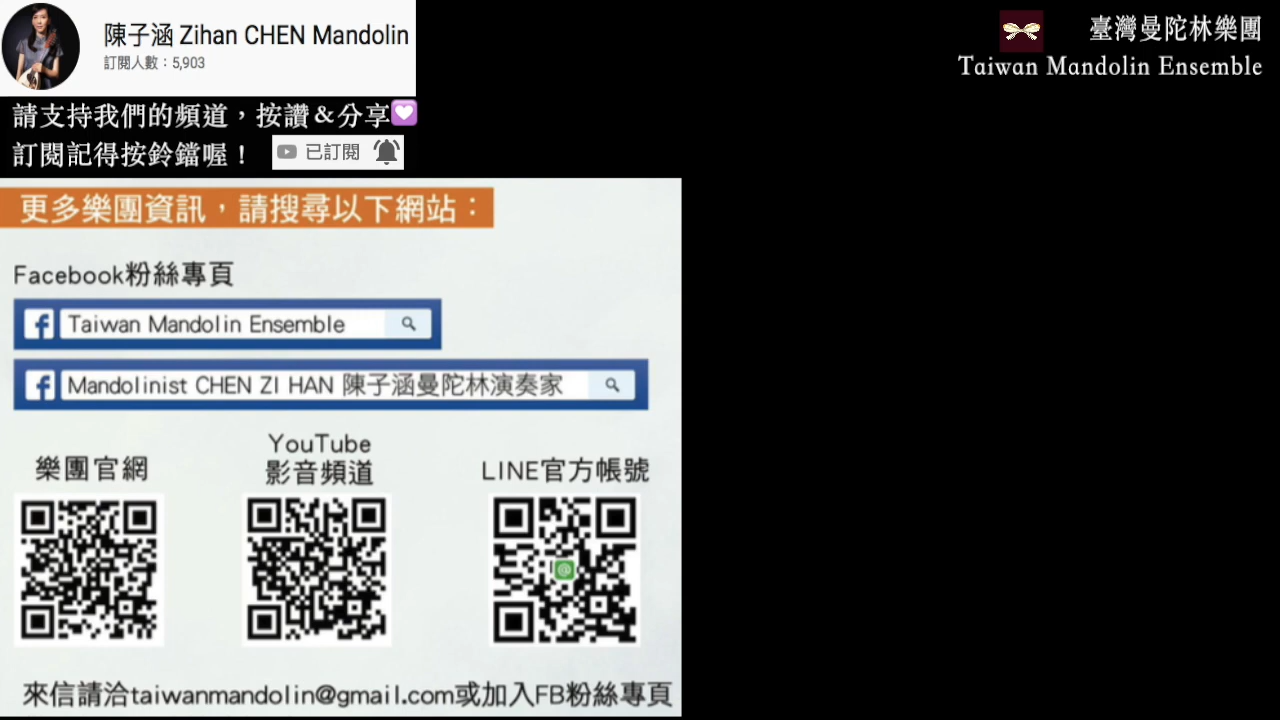 陳子涵 Zihan CHEN Mandolin
訂閱人數：5,903
臺灣曼陀林樂團
Taiwan Mandolin Ensemble
請支持我們的頻道，按讚＆分享💟
訂閱記得按鈴鐺喔！
已訂閱
更多樂團資訊，請搜尋以下網站：
Facebook粉絲專頁
Taiwan Mandolin Ensemble
Mandolinist CHEN ZI HAN 陳子涵曼陀林演奏家
樂團官網
YouTube
影音頻道
LINE官方帳號
來信請洽taiwanmandolin@gmail.com或加入FB粉絲專頁